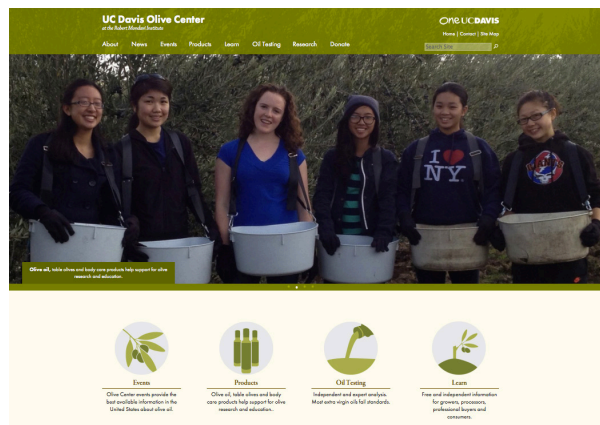 UC Davis Olive Center
at the Robert Mondavi Institute
One UCDAVIS
Home | Contact | Site Map
About News Events Products Learn Oil Testing Research Donate
Search Site
I NY.
Olive oil, table olives and body care products help support for olive
research and education.
Events
Olive Center events provide the
best available information in the
United States about olive oil.
Products
Olive oil, table olives and body
care products help support for olive
research and education.
Oil Testing
Independent and expert analysis.
Most extra virgin oils fail standards.
Learn
Free and independent information
for growers, processors,
professional buyers and
consumers.